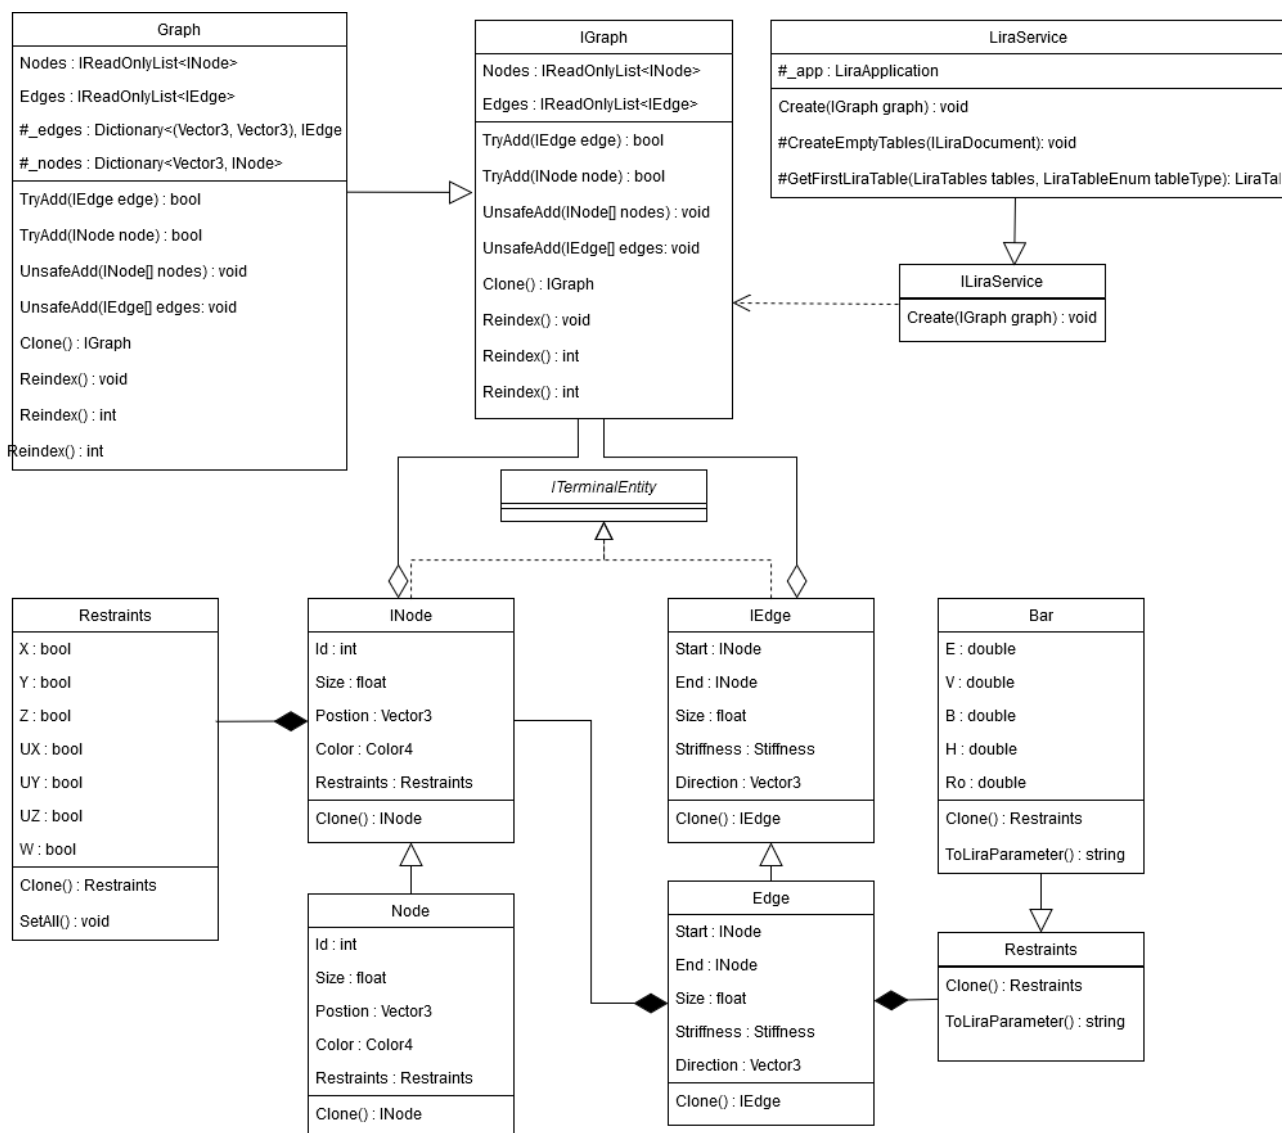 Graph
Nodes : IReadOnlyList<INode>
Edges : IReadOnlyList<IEdge>
#_edges : Dictionary<(Vector3, Vector3), IEdge
#_nodes : Dictionary<Vector3, INode>
TryAdd(IEdge edge) : bool
TryAdd(INode node) : bool
UnsafeAdd(INode[] nodes) : void
UnsafeAdd(IEdge[] edges: void
Clone() : IGraph
Reindex() : void
Reindex() : int
Reindex() : int
IGraph
Nodes : IReadOnlyList<INode>
Edges : IReadOnlyList<IEdge>
TryAdd(IEdge edge) : bool
TryAdd(INode node) : bool
UnsafeAdd(INode[] nodes) : void
UnsafeAdd(IEdge[] edges: void
Clone() : IGraph
Reindex() : void
Reindex() : int
Reindex() : int
LiraService
#_app : LiraApplication
Create(IGraph graph) : void
#CreateEmptyTables(ILiraDocument): void
#GetFirstLiraTable(LiraTables tables, LiraTableEnum tableType): LiraTal
ILiraService
Create(IGraph graph) : void
ITerminalEntity
Restraints
X : bool
Y : bool
Z : bool
UX : bool
UY : bool
UZ : bool
W : bool
Clone() : Restraints
SetAll() : void
INode
Id : int
Size : float
Postion : Vector3
Color : Color4
Restraints : Restraints
Clone() : INode
IEdge
Start : INode
End : INode
Size : float
Striffness : Stiffness
Direction : Vector3
Clone() : IEdge
Bar
E : double
V : double
B : double
H : double
Ro : double
Clone() : Restraints
ToLiraParameter() : string
Node
Id : int
Size : float
Postion : Vector3
Color : Color4
Restraints : Restraints
Clone() : INode
Edge
Start : INode
End : INode
Size : float
Striffness : Stiffness
Direction : Vector3
Clone() : IEdge
Restraints
Clone() : Restraints
ToLiraParameter() : string